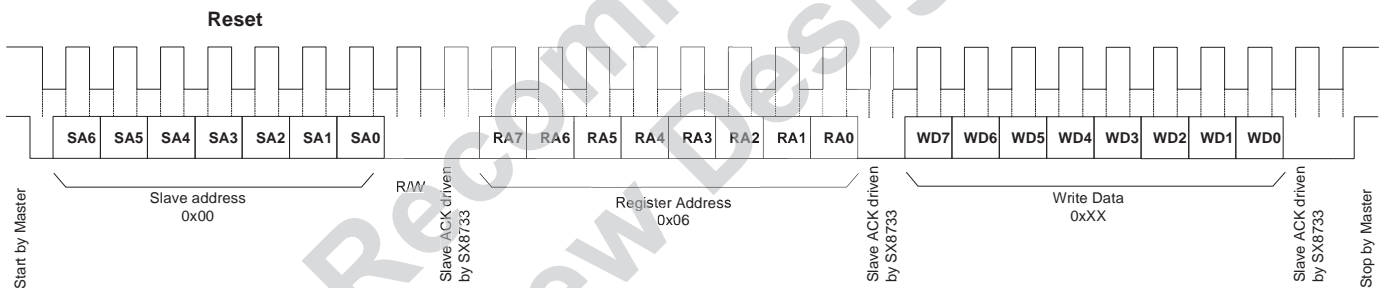 Reset
SA6 SA5 SA4 SA3 SA2 SA1 SA0 RA7 RA6 RA5 RA4 RA3 RA2 RA1 RA0 WD7 WD6 WD5 WD4 WD3 WD2 WD1 WD0
Start by Master
Slave address
0x00
R/W
Slave ACK driven
by SX8733
Register Address
0x06
Slave ACK driven
by SX8733
Write Data
0xXX
Slave ACK driven
by SX8733
Stop by Master